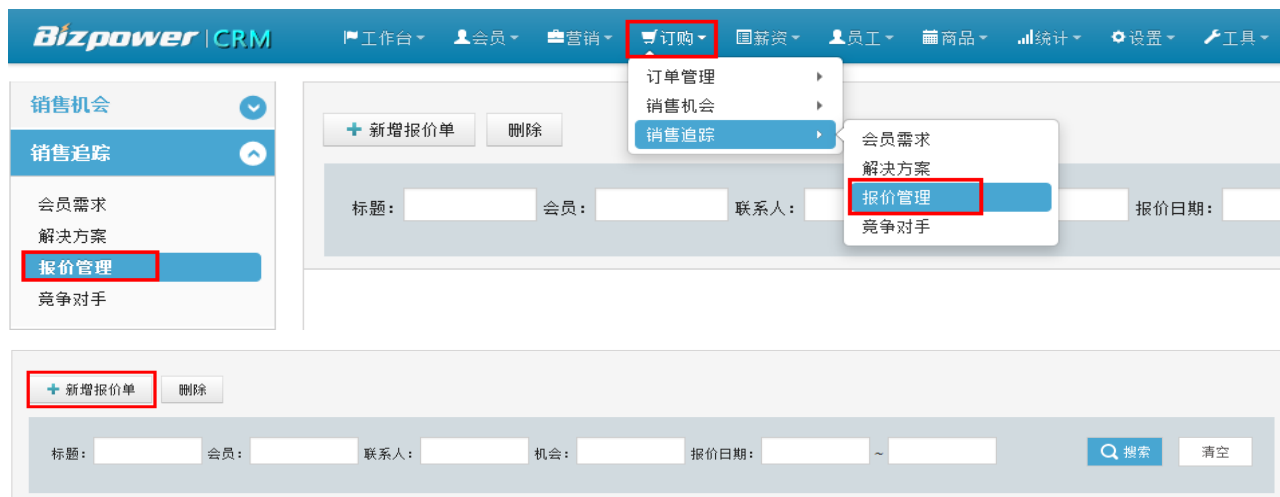 Bizpower | CRM 工作台 会员 营销 订购 薪资 员工 商品 统计 设置 工具
订单管理
销售机会
销售追踪
会员需求
解决方案
报价管理
竞争对手
销售机会
销售追踪
会员需求
解决方案
报价管理
竞争对手
新增报价单 删除
标题: 会员: 联系人: 报价日期:
新增报价单 删除
标题: 会员: 联系人: 机会: 报价日期: ~ 搜索 清空